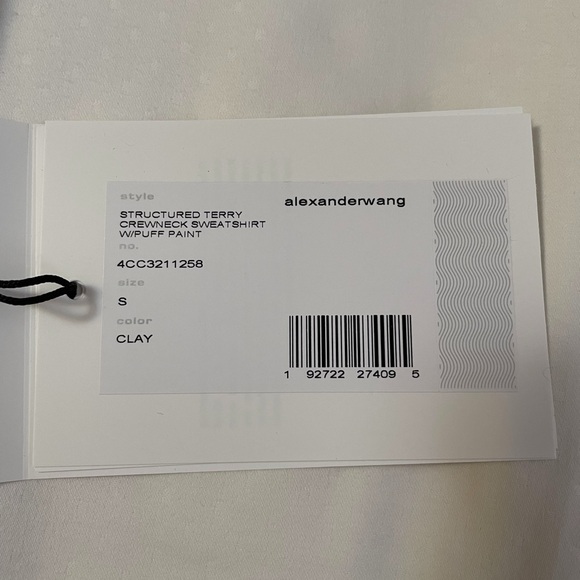 style
STRUCTURED TERRY
CREWNECK SWEATSHIRT
W/PUFF PAINT
no.
4CC3211258
size
S
color
CLAY
alexanderwang
1 92722 27409 5